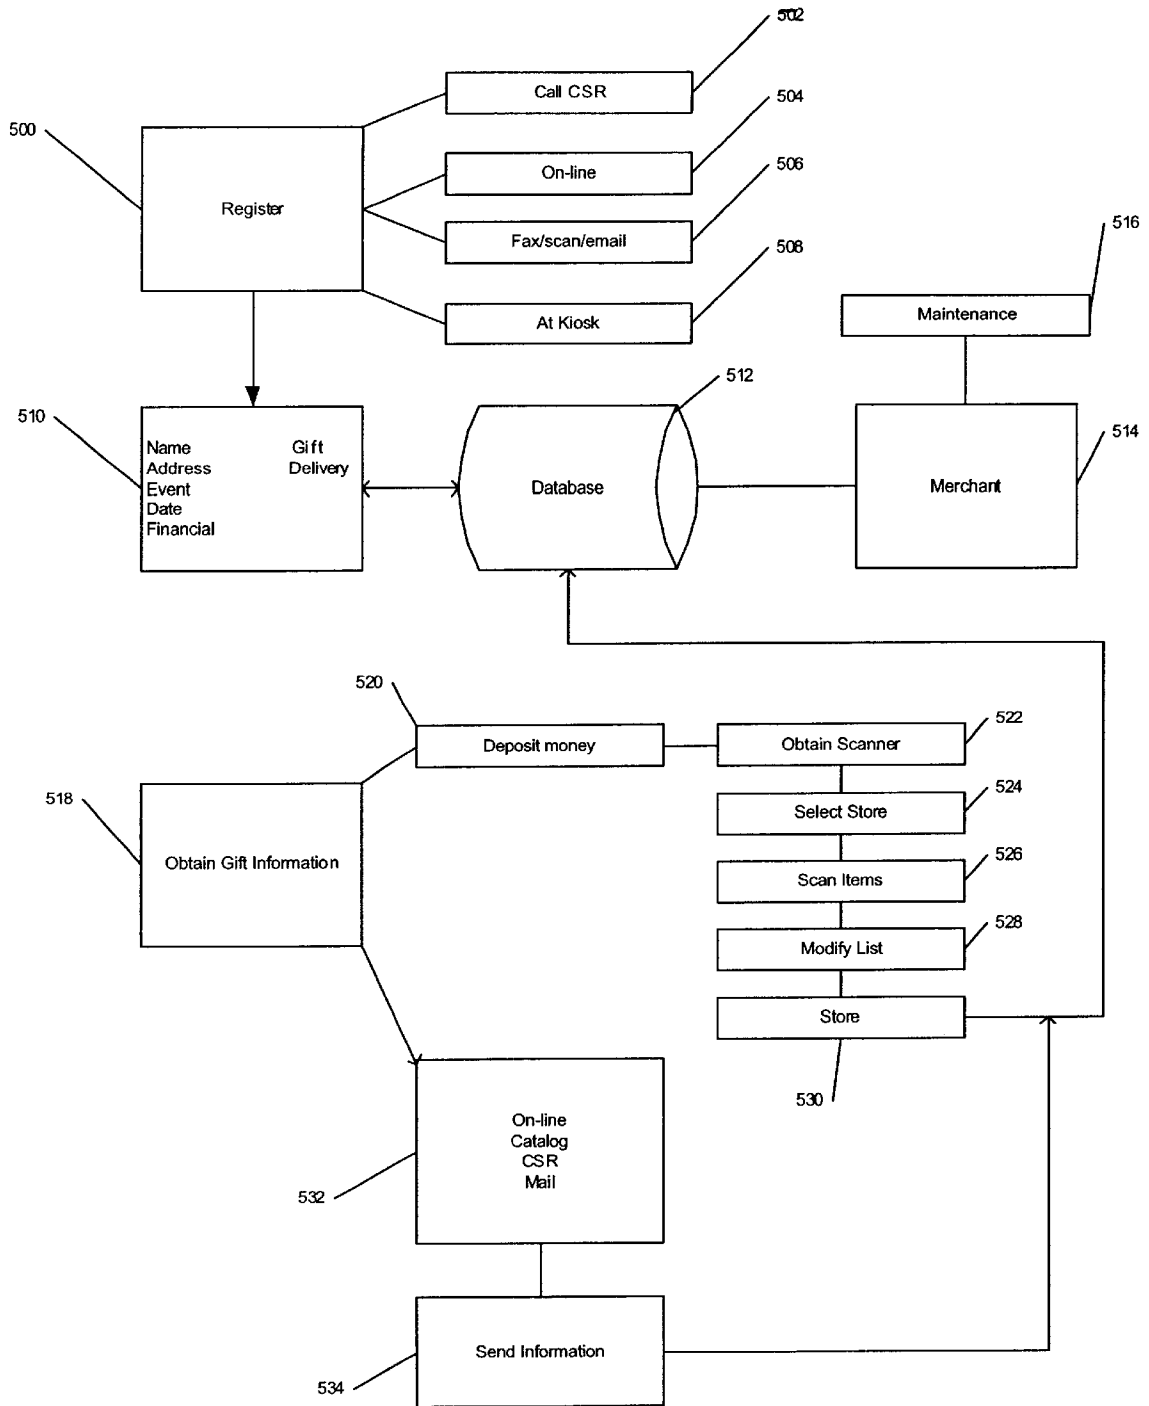 502
Call CSR
504
500
On-line
Register
506
Fax/scan/email
516
508
At Kiosk
Maintenance
512
510
514
Name Gift
Address Delivery
Event
Date
Financial
Database
Merchant
520
522
Deposit money
Obtain Scanner
518
524
Select Store
Obtain Gift Information
526
Scan Items
528
Modify List
Store
530
On-line
Catalog
CSR
Mail
532
Send Information
534